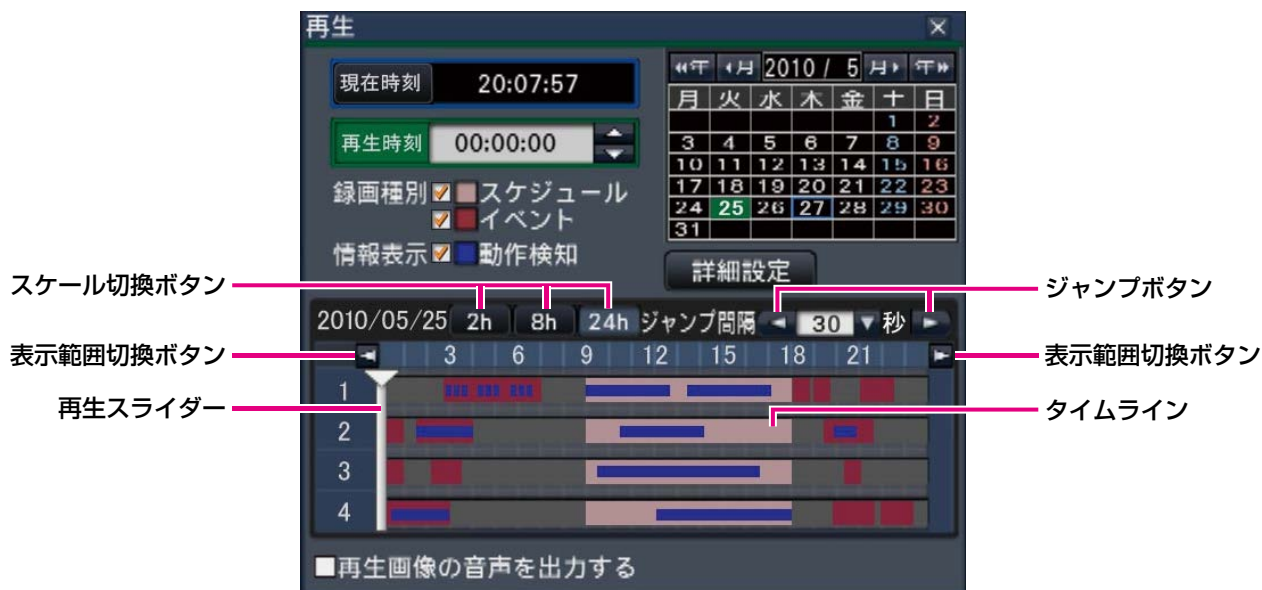 再生
現在時刻 20:07:57
再生時刻 00:00:00
録画種別 スケジュール
イベント
情報表示 動作検知
年 月 2010 / 5 月 年
月 火 水 木 金 土 日
1 2
3 4 5 6 7 8 9
10 11 12 13 14 15 16
17 18 19 20 21 22 23
24 25 26 27 28 29 30
31
詳細設定
スケール切換ボタン
ジャンプボタン
2010/05/25 2h 8h 24h ジャンプ間隔 30 秒
表示範囲切換ボタン
3 6 9 12 15 18 21
表示範囲切換ボタン
再生スライダー
タイムライン
1
2
3
4
再生画像の音声を出力する